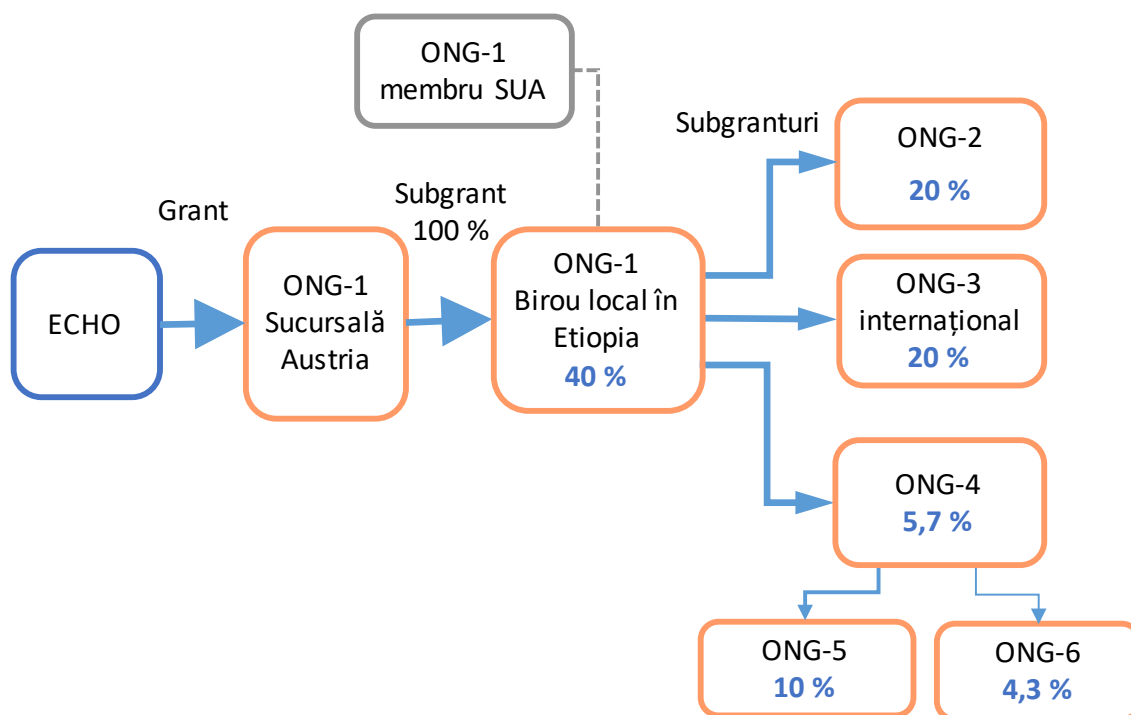 ONG-1
membru SUA
Subgranturi
ONG-2
20 %
Grant
Subgrant
100 %
ECHO
ONG-1
Sucursală
Austria
ONG-1
Birou local în
Etiopia
40 %
ONG-3
internațional
20 %
ONG-4
5,7 %
ONG-5
10 %
ONG-6
4,3 %